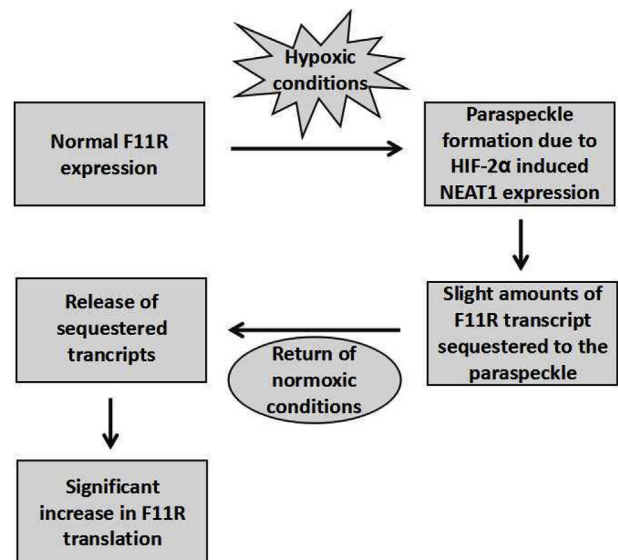 Hypoxic
conditions
Normal F11R
expression
Paraspeckle
formation due to
HIF-2α induced
NEAT1 expression
Slight amounts of
F11R transcript
sequestered to the
paraspeckle
Return of
normoxic
conditions
Release of
sequestered
trancripts
Significant
increase in F11R
translation